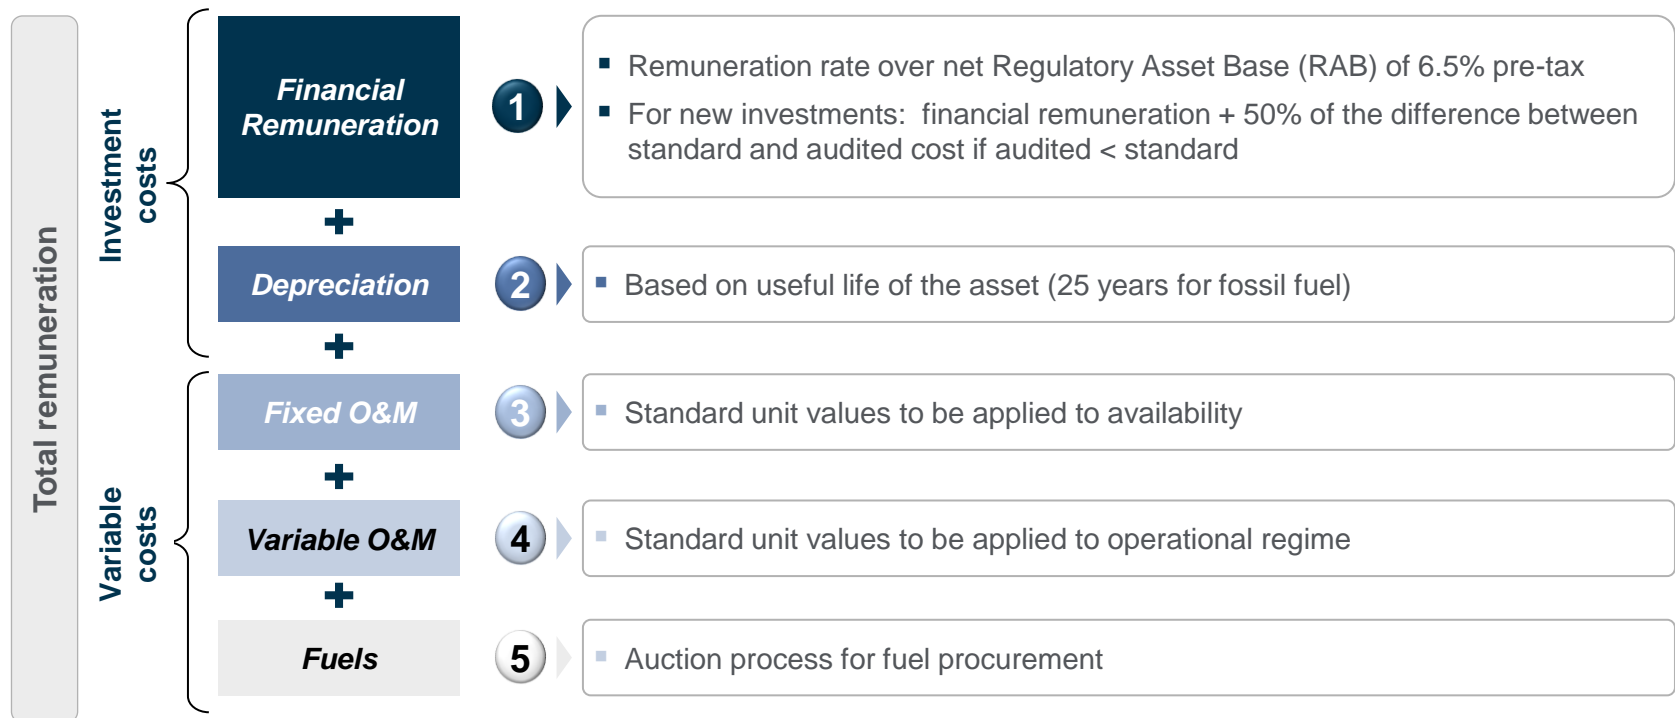 Total remuneration
Investment
costs
Financial
Remuneration
1
▪ Remuneration rate over net Regulatory Asset Base (RAB) of 6.5% pre-tax
▪ For new investments: financial remuneration + 50% of the difference between
standard and audited cost if audited < standard
+
Depreciation
2
▪ Based on useful life of the asset (25 years for fossil fuel)
+
Variable
costs
Fixed O&M
3
▪ Standard unit values to be applied to availability
+
Variable O&M
4
▪ Standard unit values to be applied to operational regime
+
Fuels
5
▪ Auction process for fuel procurement